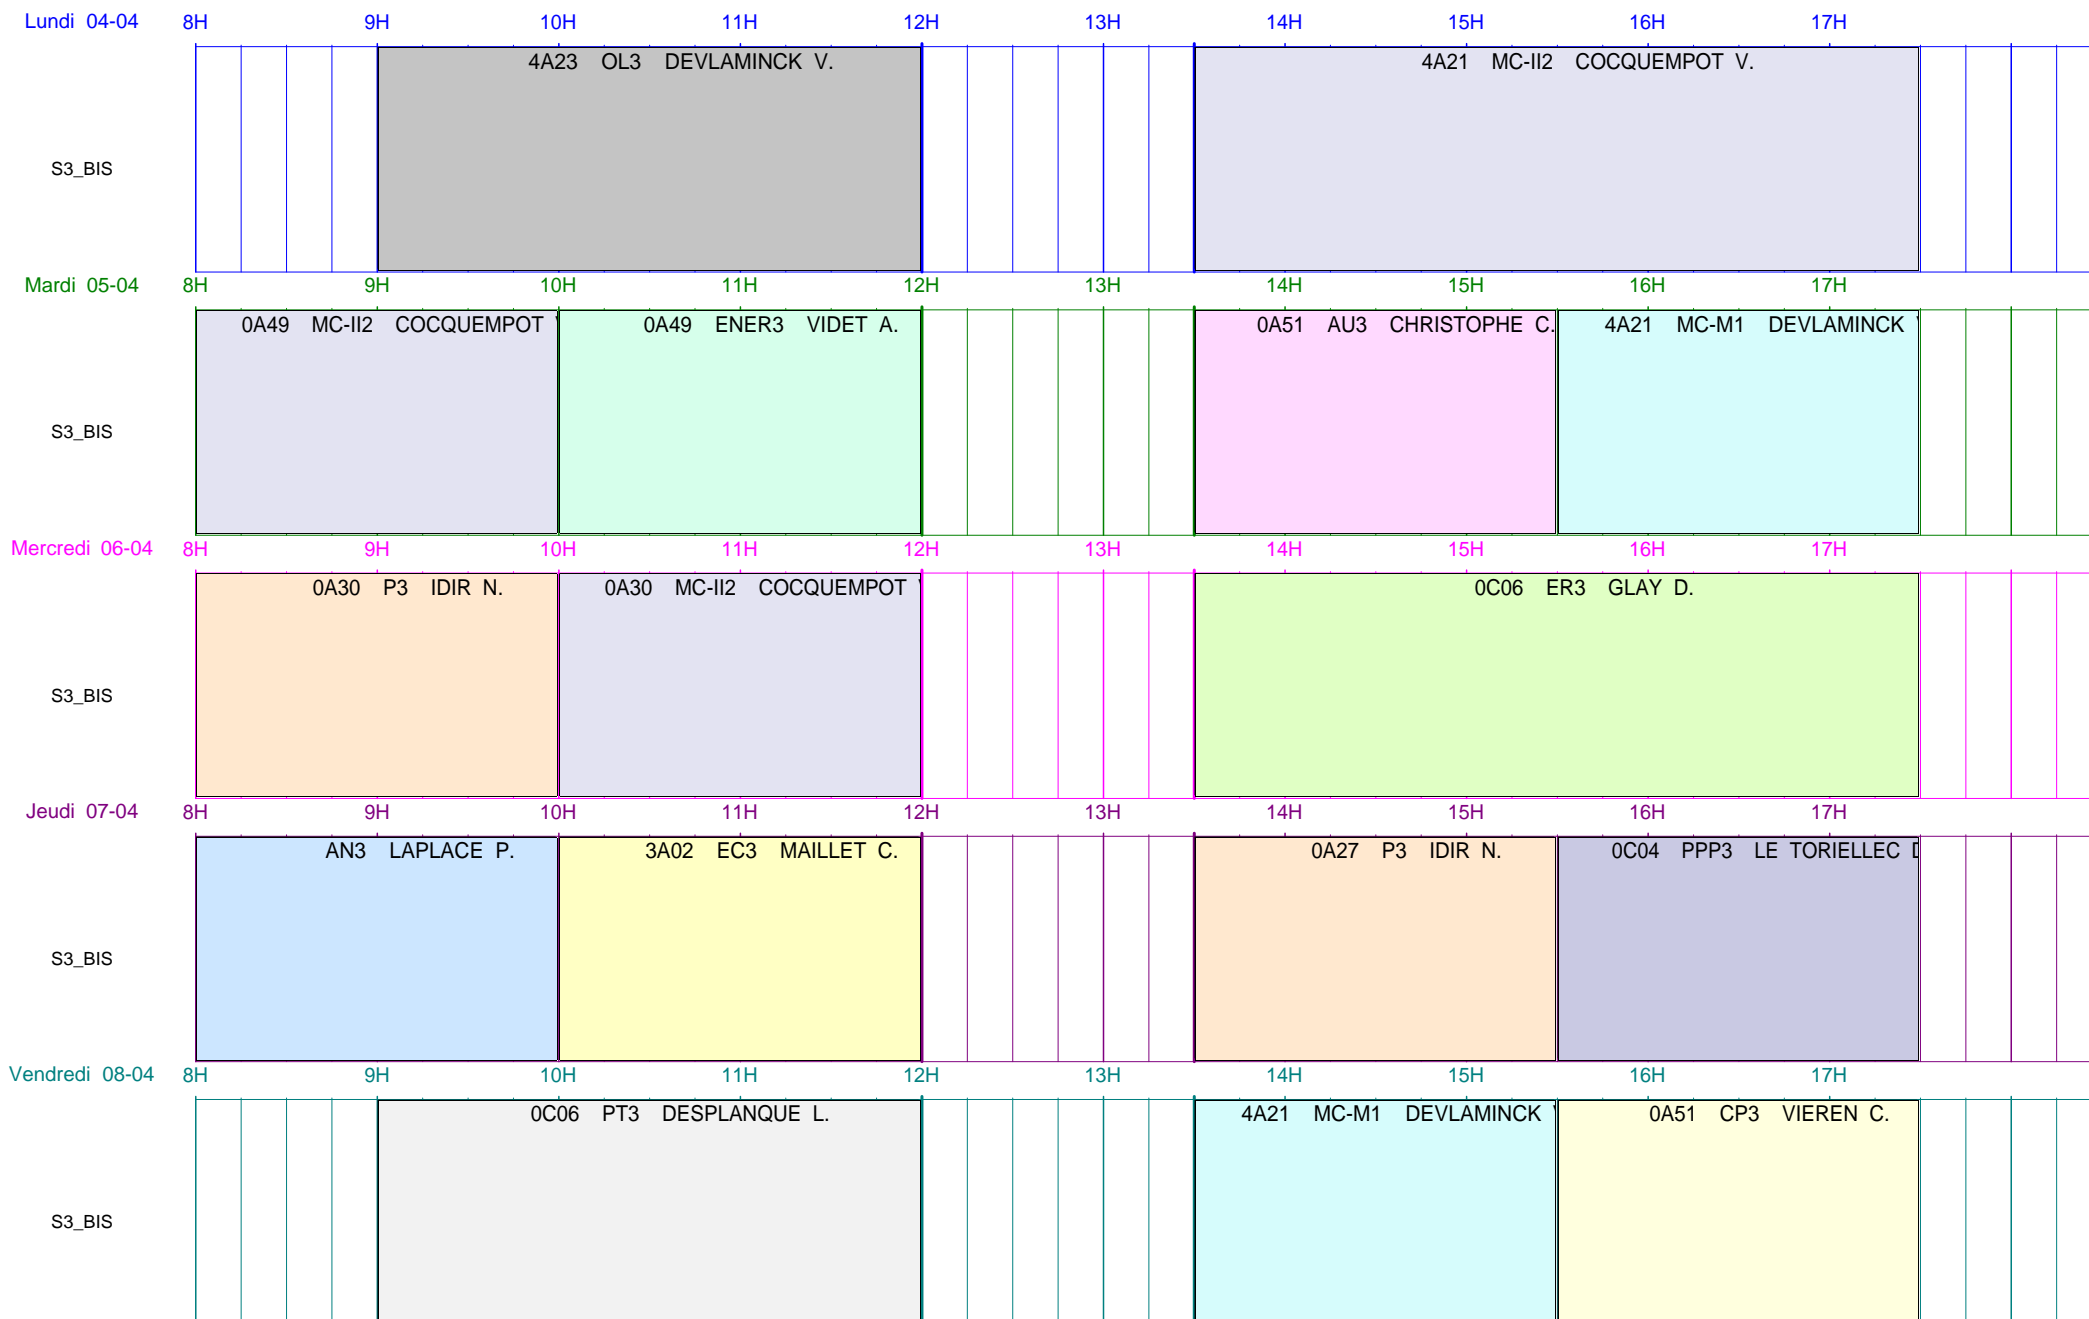 Lundi 04-04 8H 9H 10H 11H 12H 13H 14H 15H 16H 17H
4A23 OL3 DEVLAMINCK V. 4A21 MC-II2 COCQUEMPOT V.
S3_BIS
Mardi 05-04 8H 9H 10H 11H 12H 13H 14H 15H 16H 17H
0A49 MC-II2 COCQUEMPOT 0A49 ENER3 VIDET A. 0A51 AU3 CHRISTOPHE C. 4A21 MC-M1 DEVLAMINCK
S3_BIS
Mercredi 06-04 8H 9H 10H 11H 12H 13H 14H 15H 16H 17H
0A30 P3 IDIR N. 0A30 MC-II2 COCQUEMPOT 0C06 ER3 GLAY D.
S3_BIS
Jeudi 07-04 8H 9H 10H 11H 12H 13H 14H 15H 16H 17H
AN3 LAPLACE P. 3A02 EC3 MAILLET C. 0A27 P3 IDIR N. 0C04 PPP3 LE TORIELLEC
S3_BIS
Vendredi 08-04 8H 9H 10H 11H 12H 13H 14H 15H 16H 17H
0C06 PT3 DESPLANQUE L. 4A21 MC-M1 DEVLAMINCK 0A51 CP3 VIEREN C.
S3_BIS